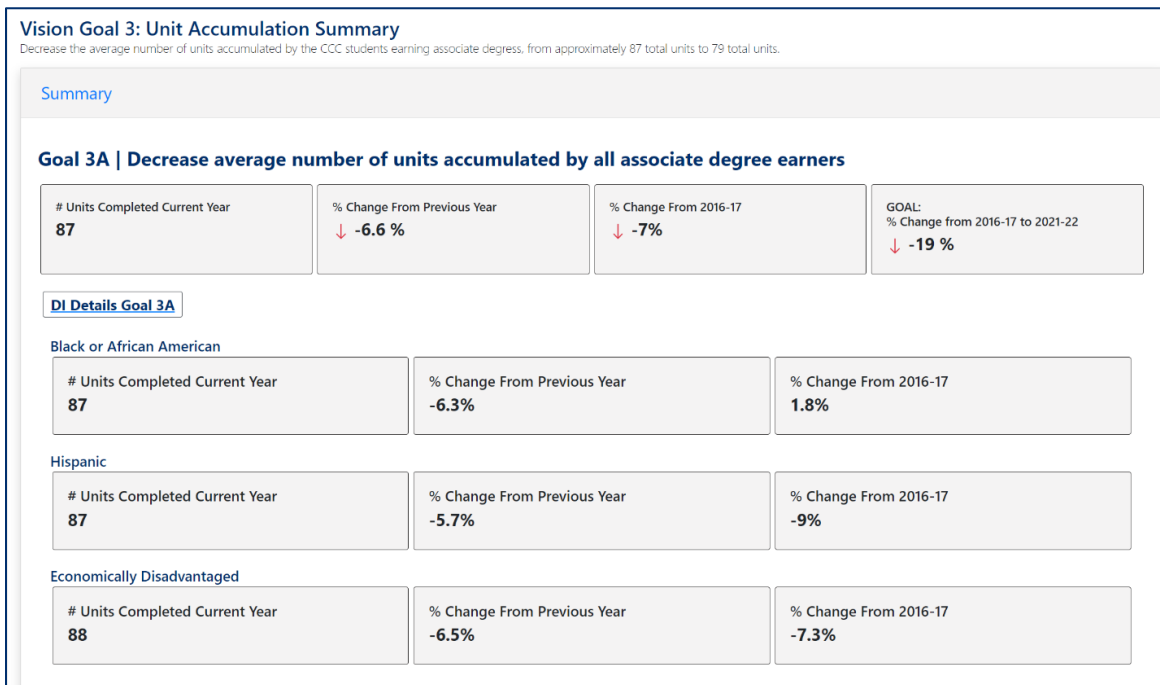 Vision Goal 3: Unit Accumulation Summary
Decrease the average number of units accumulated by the CCC students earning associate degress, from approximately 87 total units to 79 total units.
Summary
Goal 3A | Decrease average number of units accumulated by all associate degree earners
# Units Completed Current Year
87
% Change From Previous Year
↓ -6.6 %
% Change From 2016-17
↓ -7%
GOAL:
% Change from 2016-17 to 2021-22
↓ -19 %
DI Details Goal 3A
Black or African American
# Units Completed Current Year
87
% Change From Previous Year
-6.3%
% Change From 2016-17
1.8%
Hispanic
# Units Completed Current Year
87
% Change From Previous Year
-5.7%
% Change From 2016-17
-9%
Economically Disadvantaged
# Units Completed Current Year
88
% Change From Previous Year
-6.5%
% Change From 2016-17
-7.3%